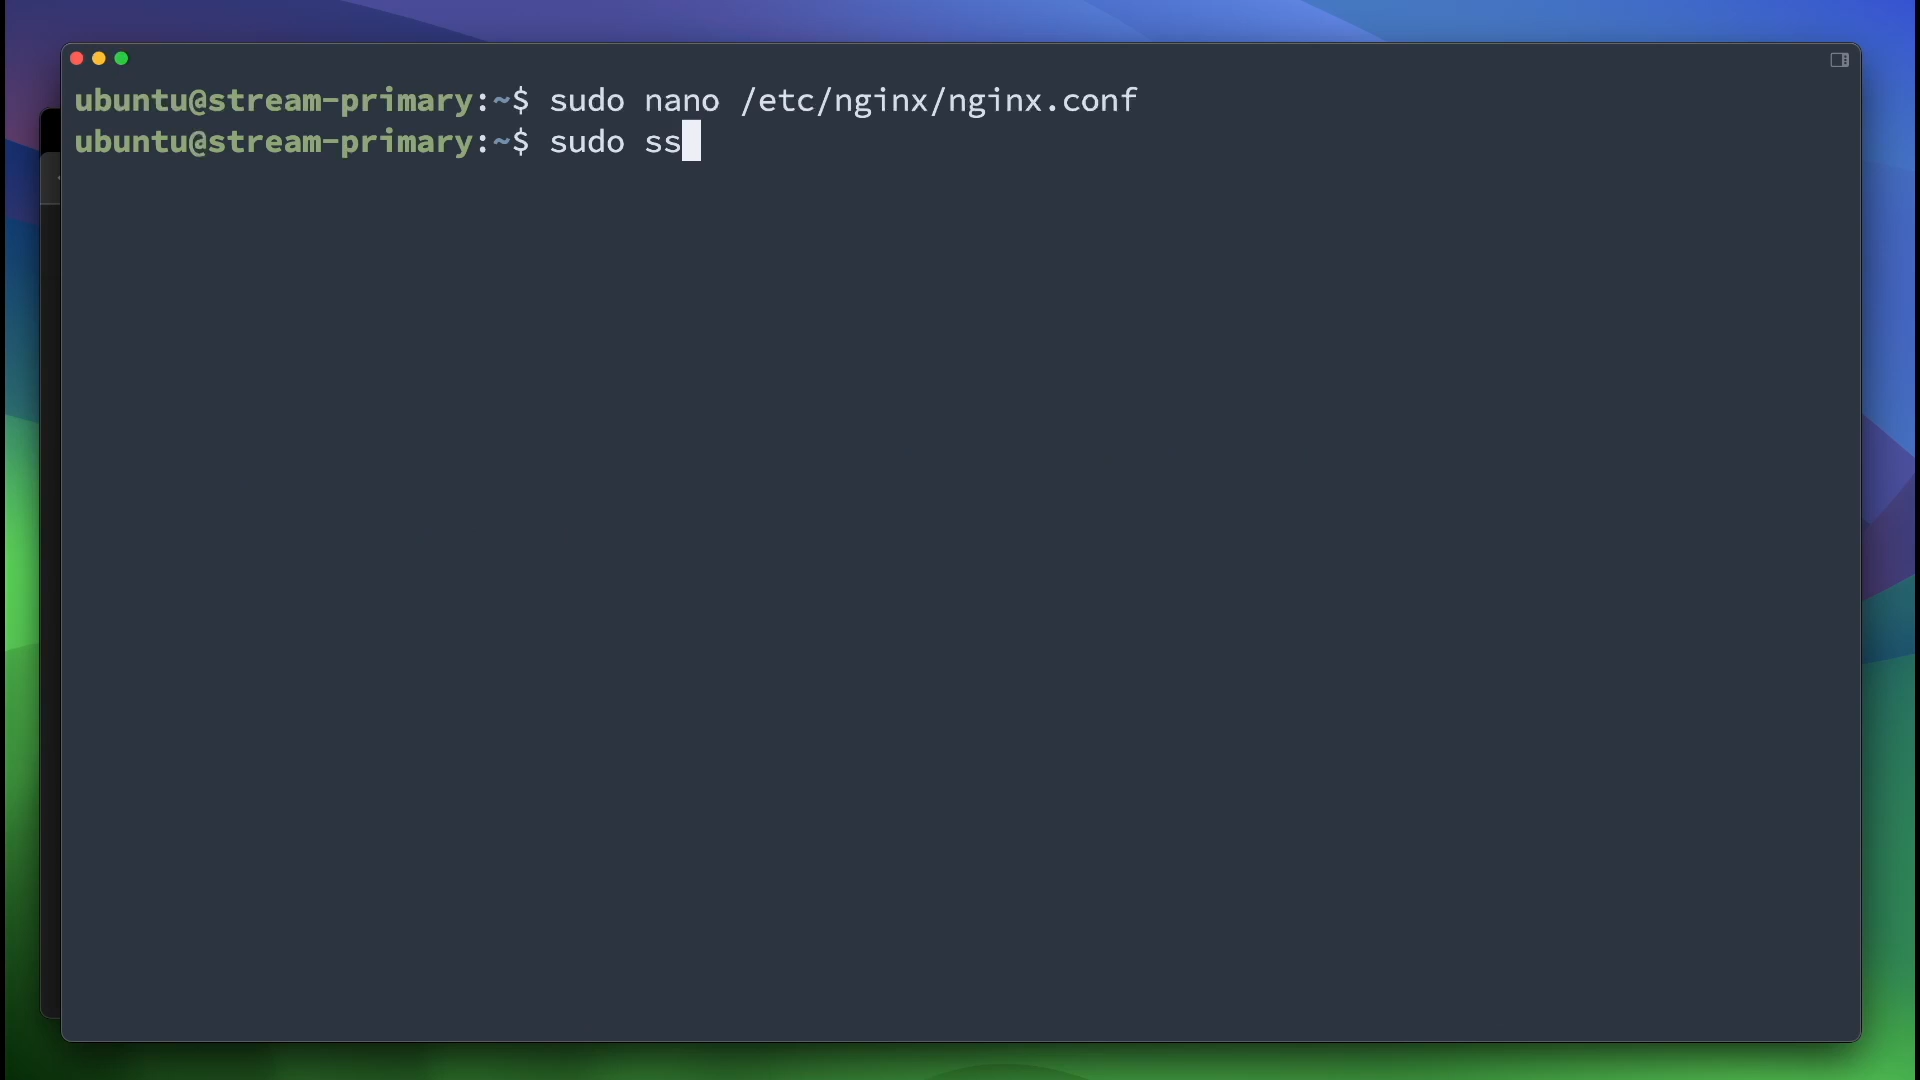 ubuntu@stream-primary:~$ sudo nano /etc/nginx/nginx.conf
ubuntu@stream-primary:~$ sudo ss